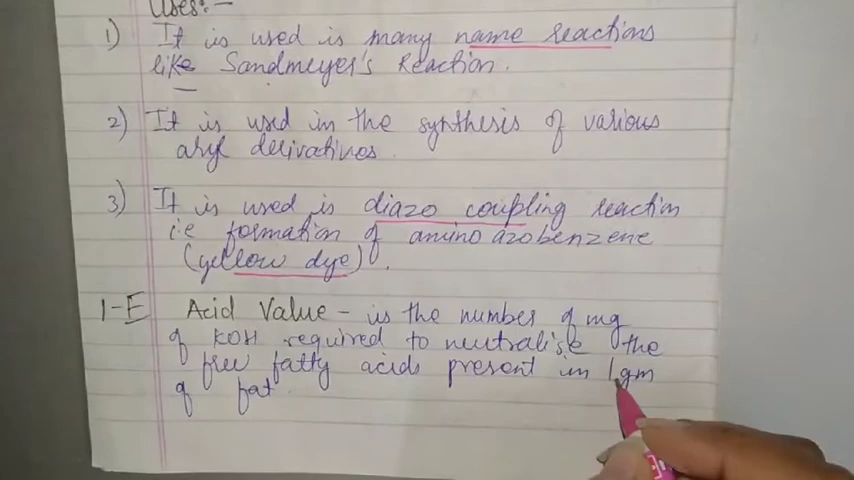 Uses:-
1) It is used is many name reactions
like Sandmeyer's Reaction.
2) It is used in the synthesis of various
aryl derivatives.
3) It is used is diazo coupling reaction
i.e formation of amino azobenzene
(yellow dye).
1-E Acid Value - is the number of mg
of KOH required to neutralise the
free fatty acids present in 1gm
of fat